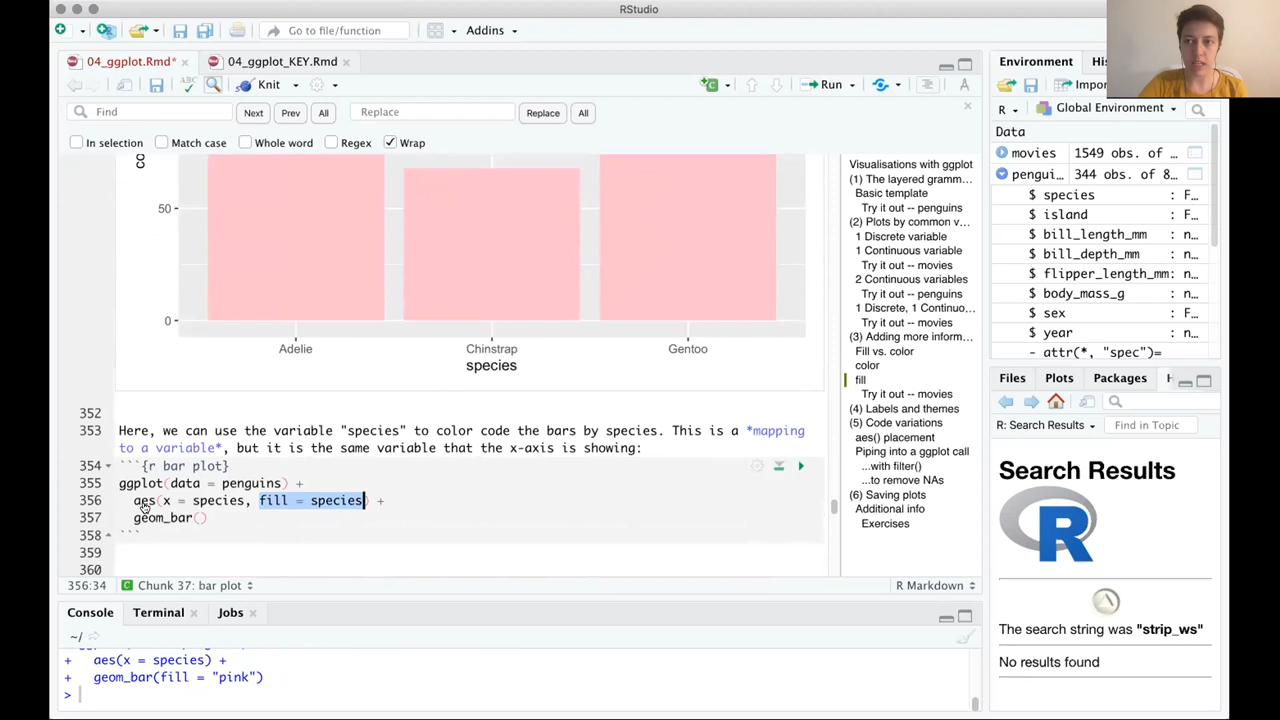 RStudio
Go to file/function
Addins
04_ggplot.Rmd*
04_ggplot_KEY.Rmd
ABC
Knit
Run
Find
Next
Prev
All
Replace
Replace
All
In selection
Match case
Whole word
Regex
Wrap
co
50
0
Adelie
Chinstrap
Gentoo
species
352
353 Here, we can use the variable "species" to color code the bars by species. This is a *mapping
to a variable*, but it is the same variable that the x-axis is showing:
354 ```{r bar plot}
355 ggplot(data = penguins) +
356 aes(x = species, fill = species) +
357 geom_bar()
358 ```
359
360
356:34
Chunk 37: bar plot
R Markdown
Visualisations with ggplot
(1) The layered gramm...
Basic template
Try it out -- penguins
(2) Plots by common v...
1 Discrete variable
1 Continuous variable
Try it out -- movies
2 Continuous variables
Try it out -- penguins
1 Discrete, 1 Continuo...
Try it out -- movies
(3) Adding more inform...
Fill vs. color
color
fill
Try it out -- movies
(4) Labels and themes
(5) Code variations
aes() placement
Piping into a ggplot call
...with filter()
...to remove NAs
(6) Saving plots
Additional info
Exercises
Console
Terminal
Jobs
~/
+ aes(x = species) +
+ geom_bar(fill = "pink")
>
Environment
His
Impor
R
Global Environment
Data
movies 1549 obs. of …
pengui… 344 obs. of 8…
$ species : F…
$ island : F…
$ bill_length_mm : n…
$ bill_depth_mm : n…
$ flipper_length_mm: n…
$ body_mass_g : n…
$ sex : F…
$ year : n…
- attr(*, "spec")=
Files
Plots
Packages
H
R: Search Results
Find in Topic
Search Results
R
The search string was "strip_ws"
No results found